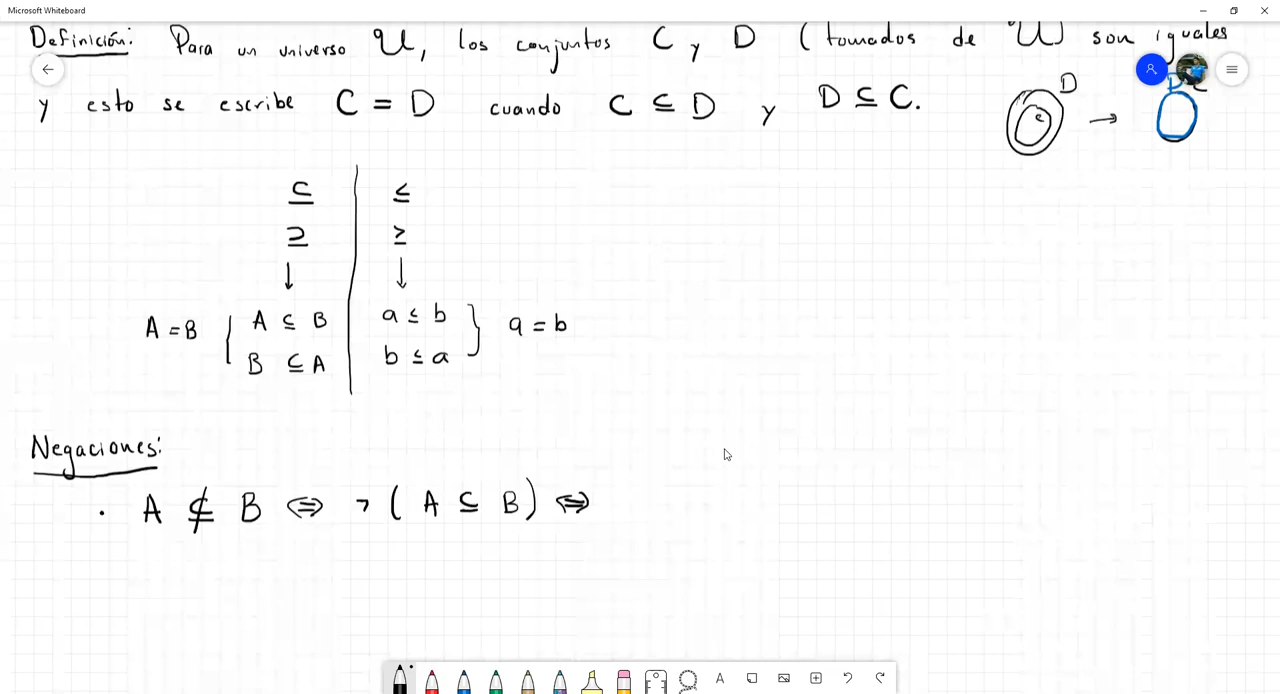 Microsoft Whiteboard
Definición: Para un universo U, los conjuntos C y D (tomados de U) son iguales
y esto se escribe C = D cuando C ⊆ D y D ⊆ C.
D
C →
⊆ ≤
⊇ ≥
↓ ↓
A = B { A ⊆ B a ≤ b } a = b
B ⊆ A b ≤ a
Negaciones:
· A ⊈ B ⇔ ¬ ( A ⊆ B ) ⇔
A